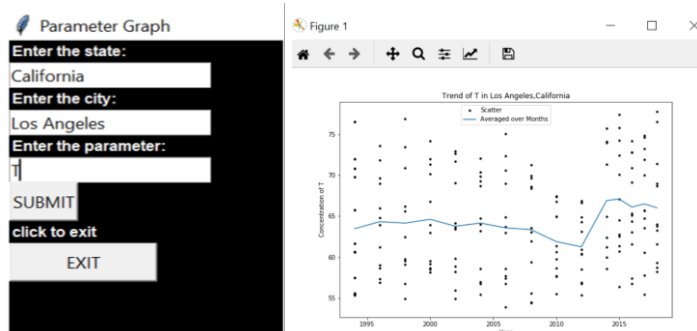 Parameter Graph
Enter the state:
California
Enter the city:
Los Angeles
Enter the parameter:
T
SUBMIT
click to exit
EXIT
Figure 1
Trend of T in Los Angeles,California
Scatter
Averaged over Months
Concentration of T
75
70
65
60
55
1995
2000
2005
2010
2015